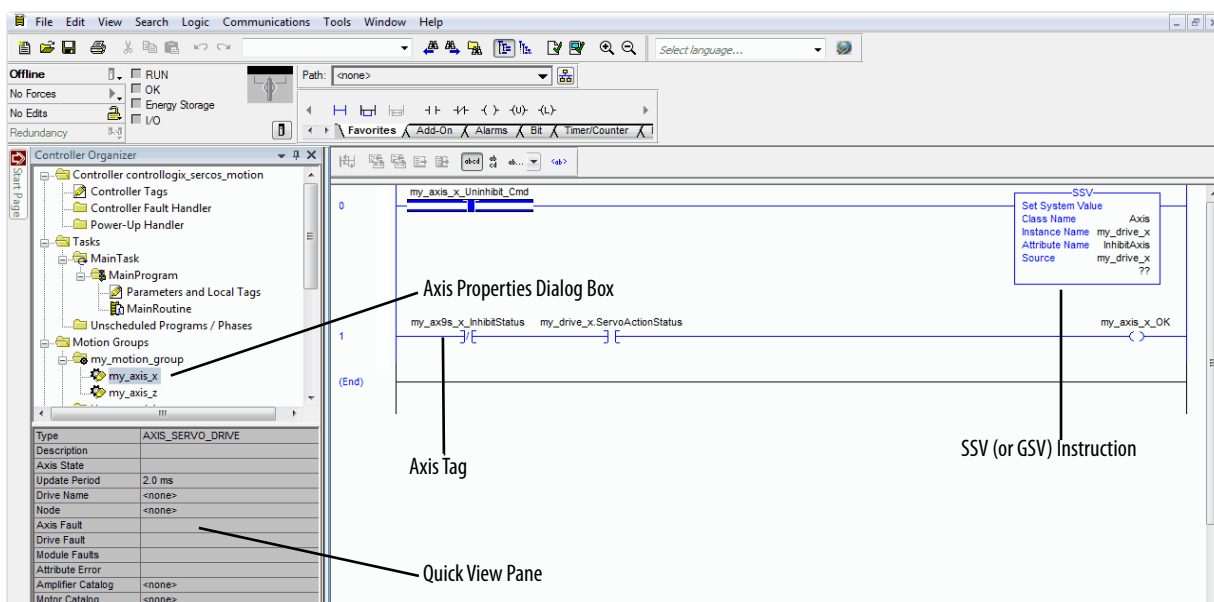 File Edit View Search Logic Communications Tools Window Help
Select language...
Offline
RUN
Path: <none>
No Forces
OK
Energy Storage
No Edits
I/O
Redundancy
Favorites Add-On Alarms Bit Timer/Counter
Start Page
Controller Organizer
Controller controllogix_sercos_motion
Controller Tags
Controller Fault Handler
Power-Up Handler
Tasks
MainTask
MainProgram
Parameters and Local Tags
MainRoutine
Unscheduled Programs / Phases
Motion Groups
my_motion_group
my_axis_x
my_axis_z
Type AXIS_SERVO_DRIVE
Description
Axis State
Update Period 2.0 ms
Drive Name <none>
Node <none>
Axis Fault
Drive Fault
Module Faults
Attribute Error
Amplifier Catalog <none>
Motor Catalog <none>
abcd ab cd ab... <ab>
0
my_axis_x_Uninhibit_Cmd
SSV
Set System Value
Class Name Axis
Instance Name my_drive_x
Attribute Name InhibitAxis
Source my_drive_x
??
1
my_ax9s_x_InhibitStatus my_drive_x.ServoActionStatus my_axis_x_OK
(End)
Axis Properties Dialog Box
Axis Tag
SSV (or GSV) Instruction
Quick View Pane